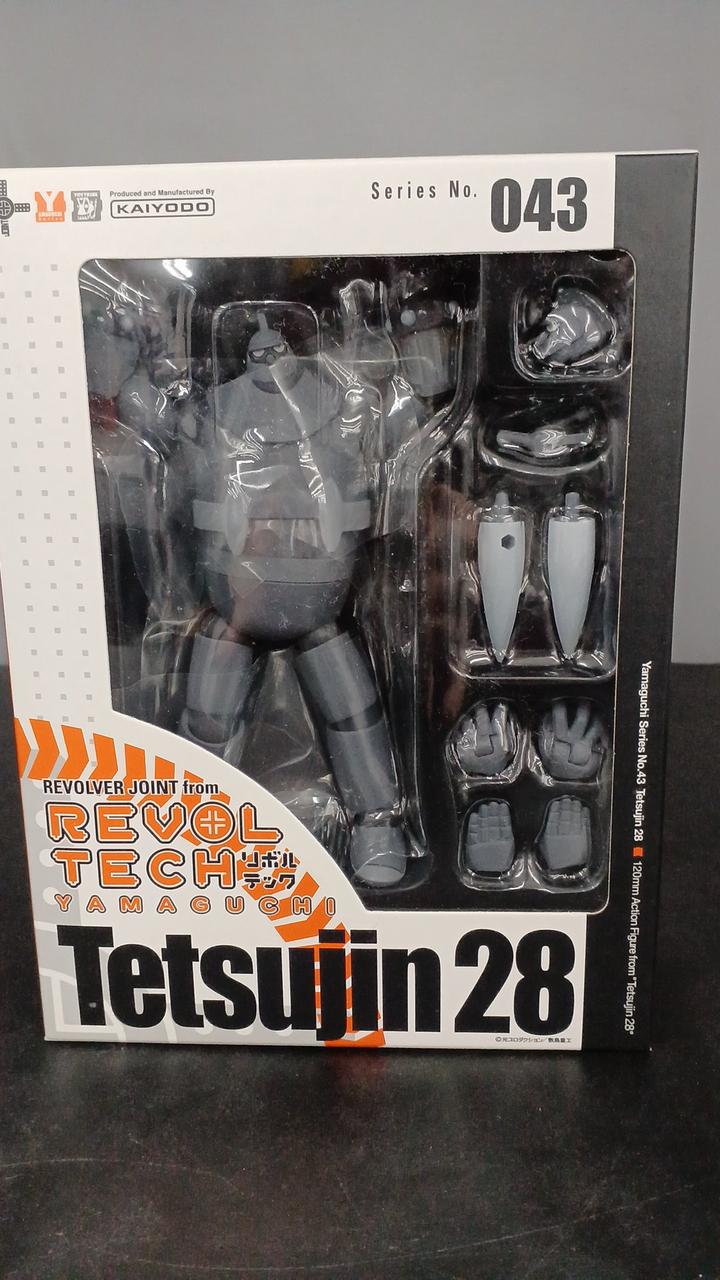 Produced and Manufactured By
KAIYODO
Series No. 043
REVOLVER JOINT from
REVOL
TECH リボル
テック
YAMAGUCHI
Tetsujin 28
Yamaguchi Series No.43 Tetsujin 28 120mm Action Figure from "Tetsujin 28"